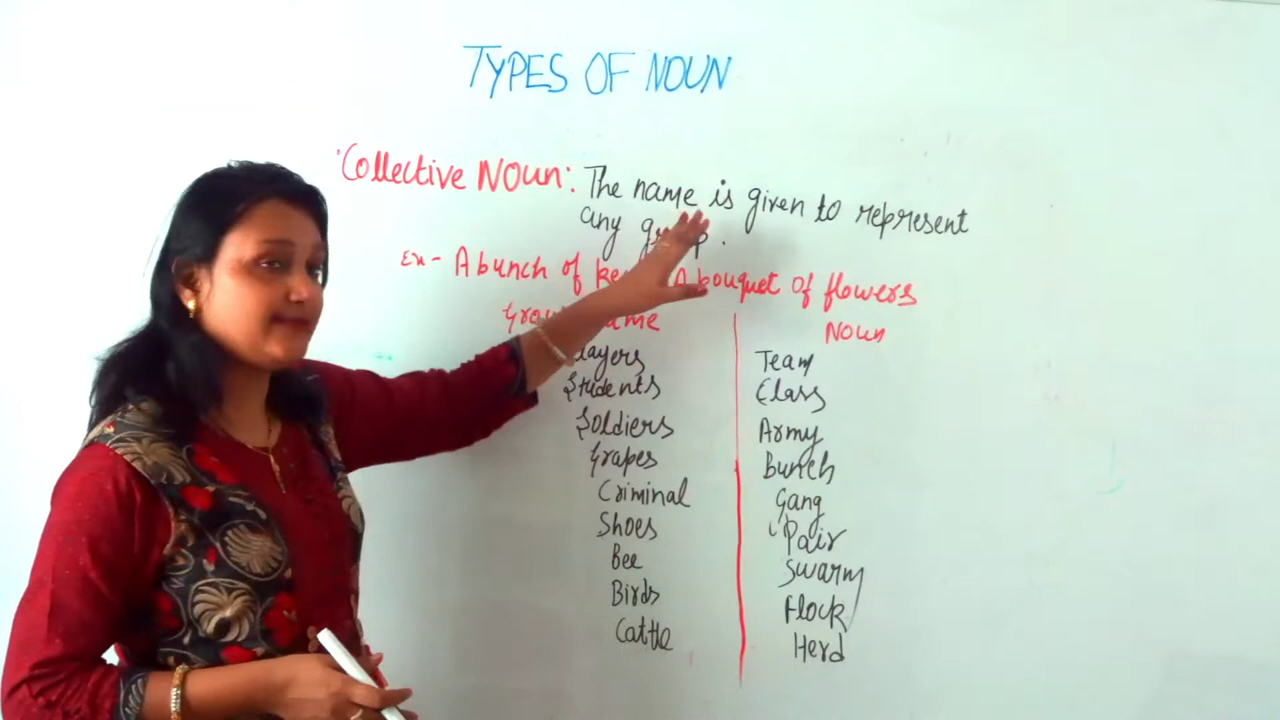 TYPES OF NOUN
Collective NOUN: The name is given to represent
any group.
Ex- A bunch of A bouquet of flowers
Group name Noun
Players Team
Students Class
Soldiers Army
Grapes Bunch
Criminal Gang
Shoes Pair
Bee Swarm
Birds Flock
Cattle Herd